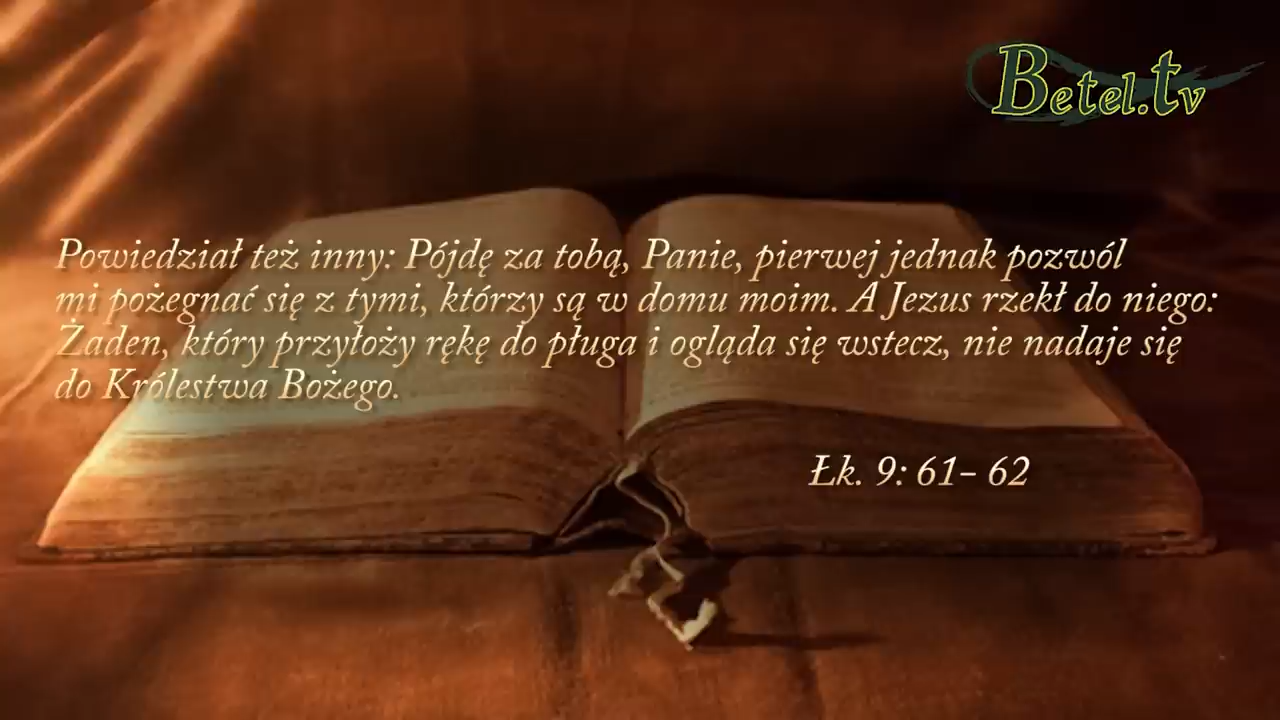 Betel.tv
Powiedział też inny: Pójdę za tobą, Panie, pierwej jednak pozwól
mi pożegnać się z tymi, którzy są w domu moim. A Jezus rzekł do niego:
Żaden, który przyłoży rękę do pługa i ogląda się wstecz, nie nadaje się
do Królestwa Bożego.
Łk. 9: 61- 62